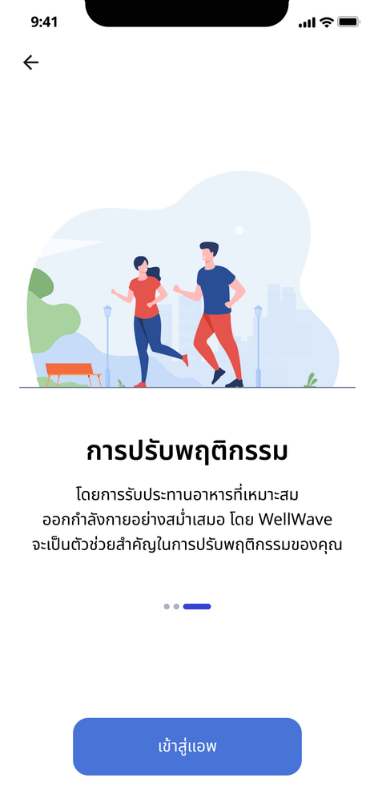 9:41
การปรับพฤติกรรม
โดยการรับประทานอาหารที่เหมาะสม
ออกกำลังกายอย่างสม่ำเสมอ โดย WellWave
จะเป็นตัวช่วยสำคัญในการปรับพฤติกรรมของคุณ
เข้าสู่แอพ